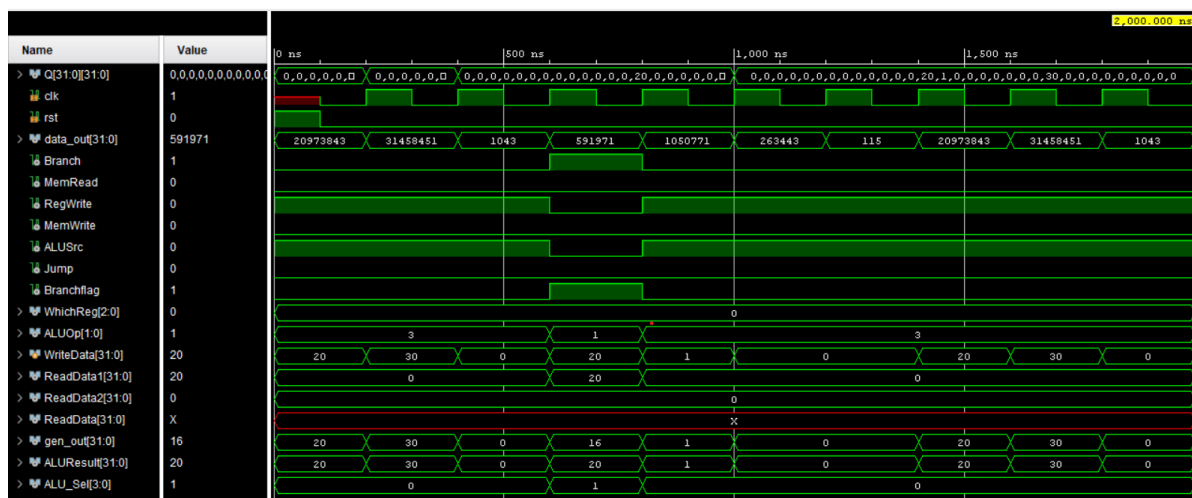 2,000.000 ns
Name Value 0 ns 500 ns 1,000 ns 1,500 ns
Q[31:0][31:0] 0,0,0,0,0,0,0,0,0,0,0 0,0,0,0,0,0 0,0,0,0,0,0 0,0,0,0,0,0,0,0,0,0,0,0,0,20,0,0,0,0,0,0 0,0,0,0,0,0,0,0,0,0,0,0,0,0,0,0,0,0,20,1,0,0,0,0,0,0,0,0,30,0,0,0,0,0,0,0,0,0
clk 1
rst 0
data_out[31:0] 591971 20973843 31458451 1043 591971 1050771 263443 115 20973843 31458451 1043
Branch 1
MemRead 0
RegWrite 0
MemWrite 0
ALUSrc 0
Jump 0
Branchflag 1
WhichReg[2:0] 0 0
ALUOp[1:0] 1 3 1 3
WriteData[31:0] 20 20 30 0 20 1 0 20 30 0
ReadData1[31:0] 20 0 20 0
ReadData2[31:0] 0 0
ReadData[31:0] X X
gen_out[31:0] 16 20 30 0 16 1 0 20 30 0
ALUResult[31:0] 20 20 30 0 20 1 0 20 30 0
ALU_Sel[3:0] 1 0 1 0